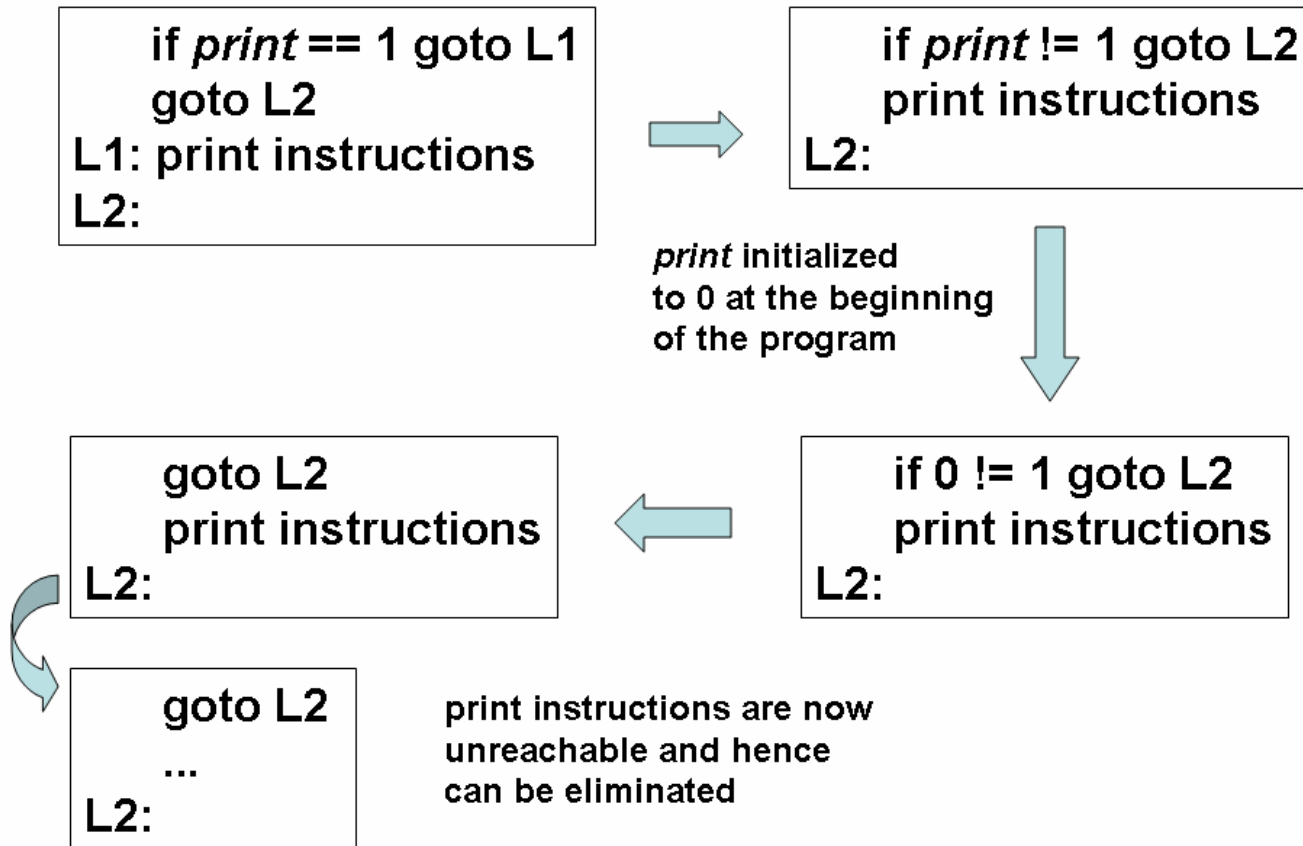 if print == 1 goto L1
goto L2
L1: print instructions
L2:
if print != 1 goto L2
print instructions
L2:
print initialized
to 0 at the beginning
of the program
if 0 != 1 goto L2
print instructions
L2:
goto L2
print instructions
L2:
goto L2
...
L2:
print instructions are now
unreachable and hence
can be eliminated